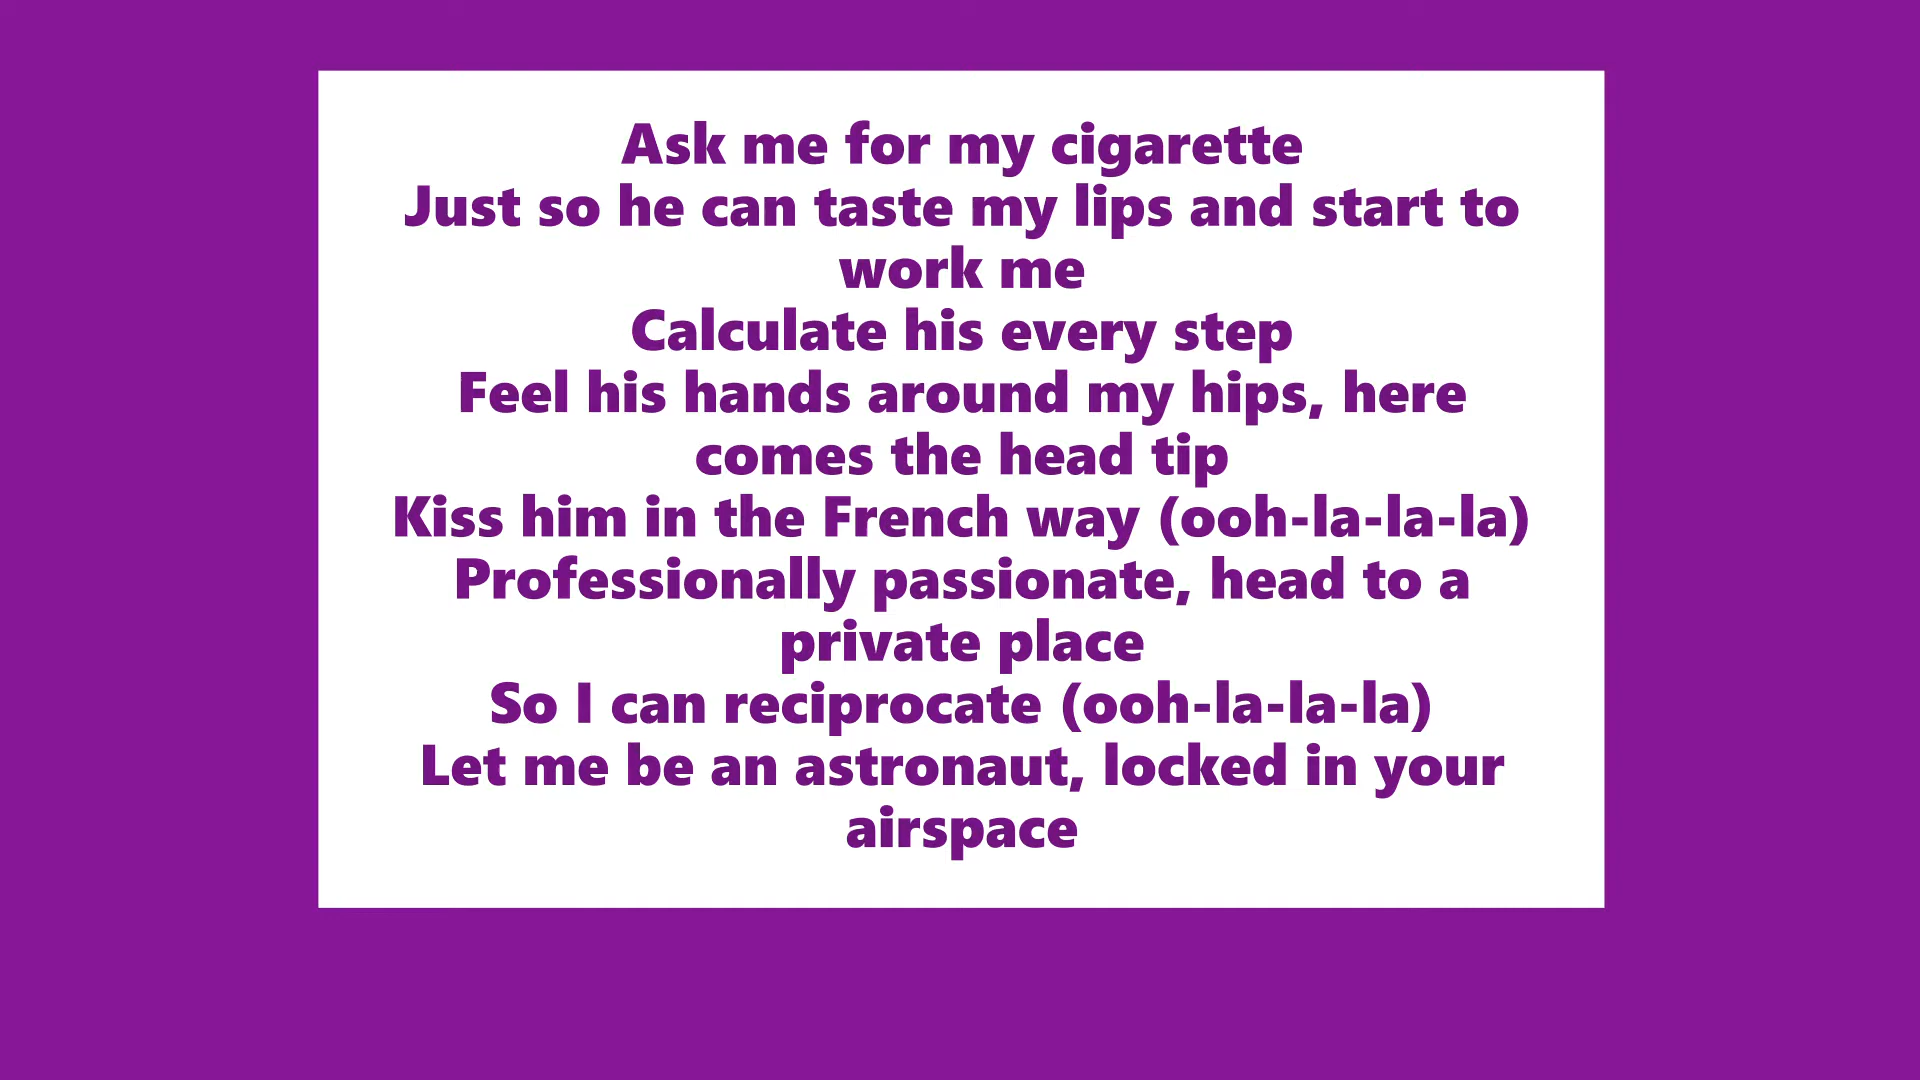 Ask me for my cigarette
Just so he can taste my lips and start to
work me
Calculate his every step
Feel his hands around my hips, here
comes the head tip
Kiss him in the French way (ooh-la-la-la)
Professionally passionate, head to a
private place
So I can reciprocate (ooh-la-la-la)
Let me be an astronaut, locked in your
airspace